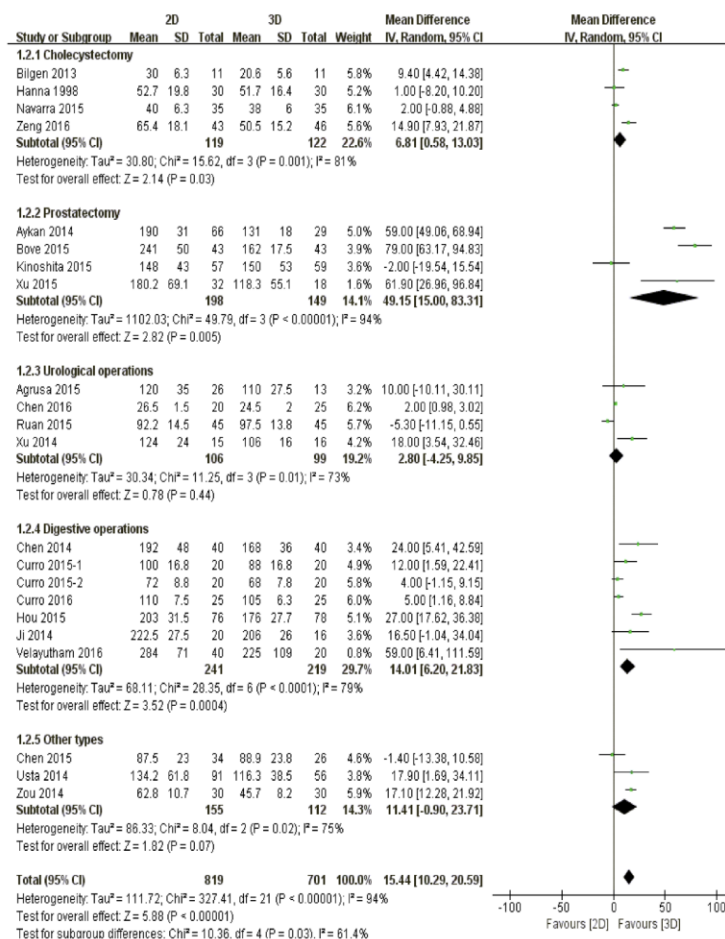 2D 3D Mean Difference Mean Difference
Study or Subgroup Mean SD Total Mean SD Total Weight IV, Random, 95% CI IV, Random, 95% CI
1.2.1 Cholecystectomy
Bilgen 2013 30 6.3 11 20.6 5.6 11 5.8% 9.40 [4.42, 14.38]
Hanna 1998 52.7 19.8 30 51.7 16.4 30 5.1% 1.00 [-8.20, 10.20]
Navarra 2015 40 6.3 35 38 6 35 6.0% 2.00 [-0.88, 4.88]
Zeng 2016 65.4 18.1 43 50.5 15.2 46 5.5% 14.90 [7.93, 21.87]
Subtotal (95% CI) 119 122 22.6% 6.81 [0.58, 13.03]
Heterogeneity: Tau² = 30.80; Chi² = 15.62, df = 3 (P = 0.001); I² = 81%
Test for overall effect: Z = 2.14 (P = 0.03)
1.2.2 Prostatectomy
Aykan 2014 190 31 66 131 18 29 5.0% 59.00 [49.06, 68.94]
Bove 2015 241 50 43 162 17.5 43 3.9% 79.00 [63.17, 94.83]
Kinoshita 2015 148 43 57 150 53 59 3.6% -2.00 [-19.54, 15.54]
Xu 2015 180.2 69.1 32 118.3 55.1 18 1.6% 61.90 [26.96, 96.84]
Subtotal (95% CI) 198 149 14.1% 49.15 [15.00, 83.31]
Heterogeneity: Tau² = 1102.03; Chi² = 49.79, df = 3 (P < 0.00001); I² = 94%
Test for overall effect: Z = 2.82 (P = 0.005)
1.2.3 Urological operations
Agrusa 2015 120 35 26 110 27.5 13 3.2% 10.00 [-10.11, 30.11]
Chen 2016 26.5 1.5 20 24.5 2 25 6.2% 2.00 [0.98, 3.02]
Ruan 2015 92.2 14.5 45 97.5 13.8 45 5.7% -5.30 [-11.15, 0.55]
Xu 2014 124 24 15 106 16 16 4.2% 18.00 [3.54, 32.46]
Subtotal (95% CI) 106 99 19.2% 2.80 [-4.25, 9.85]
Heterogeneity: Tau² = 30.34; Chi² = 11.25, df = 3 (P = 0.01); I² = 73%
Test for overall effect: Z = 0.78 (P = 0.44)
1.2.4 Digestive operations
Chen 2014 192 48 40 168 36 40 3.4% 24.00 [5.41, 42.59]
Curro 2015-1 100 16.8 20 88 16.8 20 4.9% 12.00 [1.59, 22.41]
Curro 2015-2 72 8.8 20 68 7.8 20 5.8% 4.00 [-1.15, 9.15]
Curro 2016 110 7.5 25 105 6.3 25 5.9% 5.00 [1.16, 8.84]
Hou 2015 203 31.5 76 176 27.7 78 5.1% 27.00 [17.62, 36.38]
Ji 2014 222.5 27.5 20 206 26 16 3.6% 16.50 [-1.04, 34.04]
Velayutham 2016 284 71 40 225 109 20 0.8% 59.00 [6.41, 111.59]
Subtotal (95% CI) 241 219 29.7% 14.01 [6.20, 21.83]
Heterogeneity: Tau² = 68.11; Chi² = 28.35, df = 6 (P < 0.0001); I² = 79%
Test for overall effect: Z = 3.52 (P = 0.0004)
1.2.5 Other types
Chen 2015 87.5 23 34 88.9 23.8 26 4.6% -1.40 [-13.38, 10.58]
Usta 2014 134.2 61.8 91 116.3 38.5 56 3.8% 17.90 [1.69, 34.11]
Zou 2014 62.8 10.7 30 45.7 8.2 30 5.9% 17.10 [12.28, 21.92]
Subtotal (95% CI) 155 112 14.3% 11.41 [-0.90, 23.71]
Heterogeneity: Tau² = 86.33; Chi² = 8.04, df = 2 (P = 0.02); I² = 75%
Test for overall effect: Z = 1.82 (P = 0.07)
Total (95% CI) 819 701 100.0% 15.44 [10.29, 20.59]
Heterogeneity: Tau² = 111.72; Chi² = 327.41, df = 21 (P < 0.00001); I² = 94%
Test for overall effect: Z = 5.88 (P < 0.00001)
Test for subgroup differences: Chi² = 10.36, df = 4 (P = 0.03), I² = 61.4%
-100 -50 0 50 100
Favours [2D] Favours [3D]